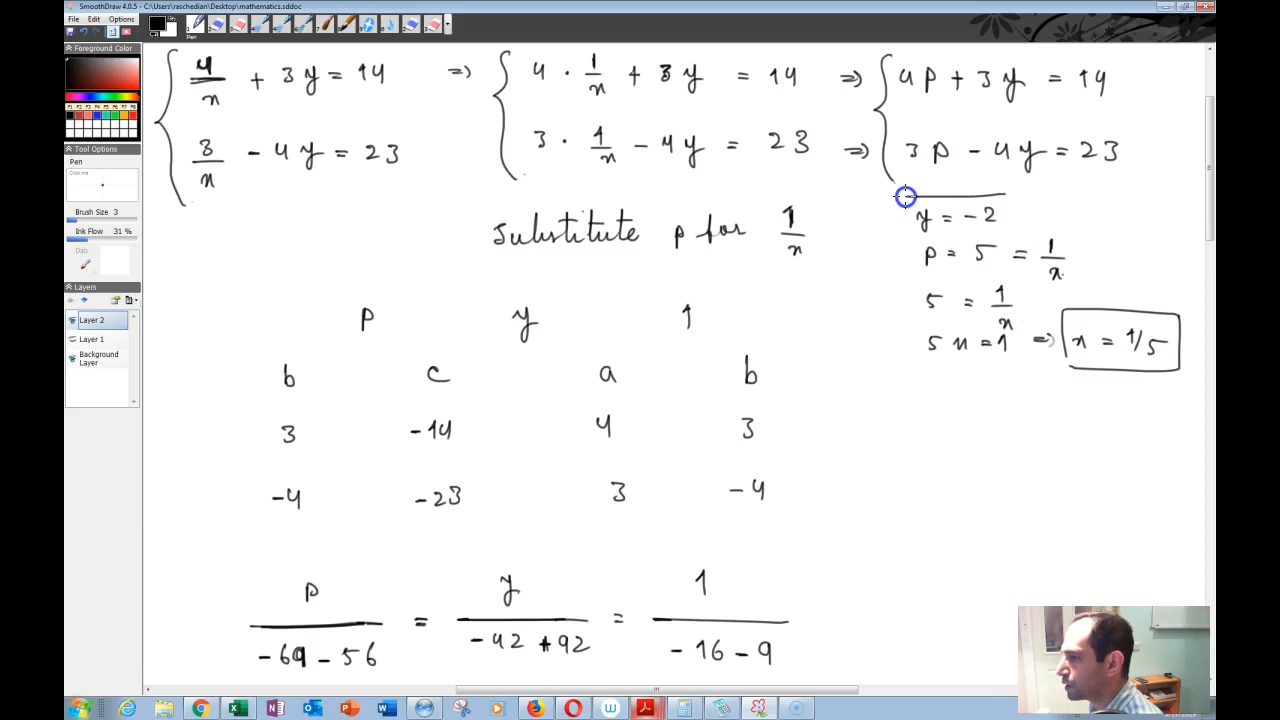 SmoothDraw 4.0.5 - C:\Users\raschedian\Desktop\mathematics.sddoc
File Edit Options
Pen
Foreground Color
Tool Options
Pen
Click me
Brush Size 3
Ink Flow 31 %
Dab
Layers
Layer 2
Layer 1
Background Layer
4/x + 3y = 14 => 4 · 1/x + 3y = 14 => 4p + 3y = 14
3/x - 4y = 23 3 · 1/x - 4y = 23 => 3p - 4y = 23
Substitute p for 1/x
y = -2
p = 5 = 1/x
5 = 1/x
5x = 1 => x = 1/5
p y 1
b c a b
3 -14 4 3
-4 -23 3 -4
p/(-69 - 56) = y/(-42 + 92) = 1/(-16 - 9)